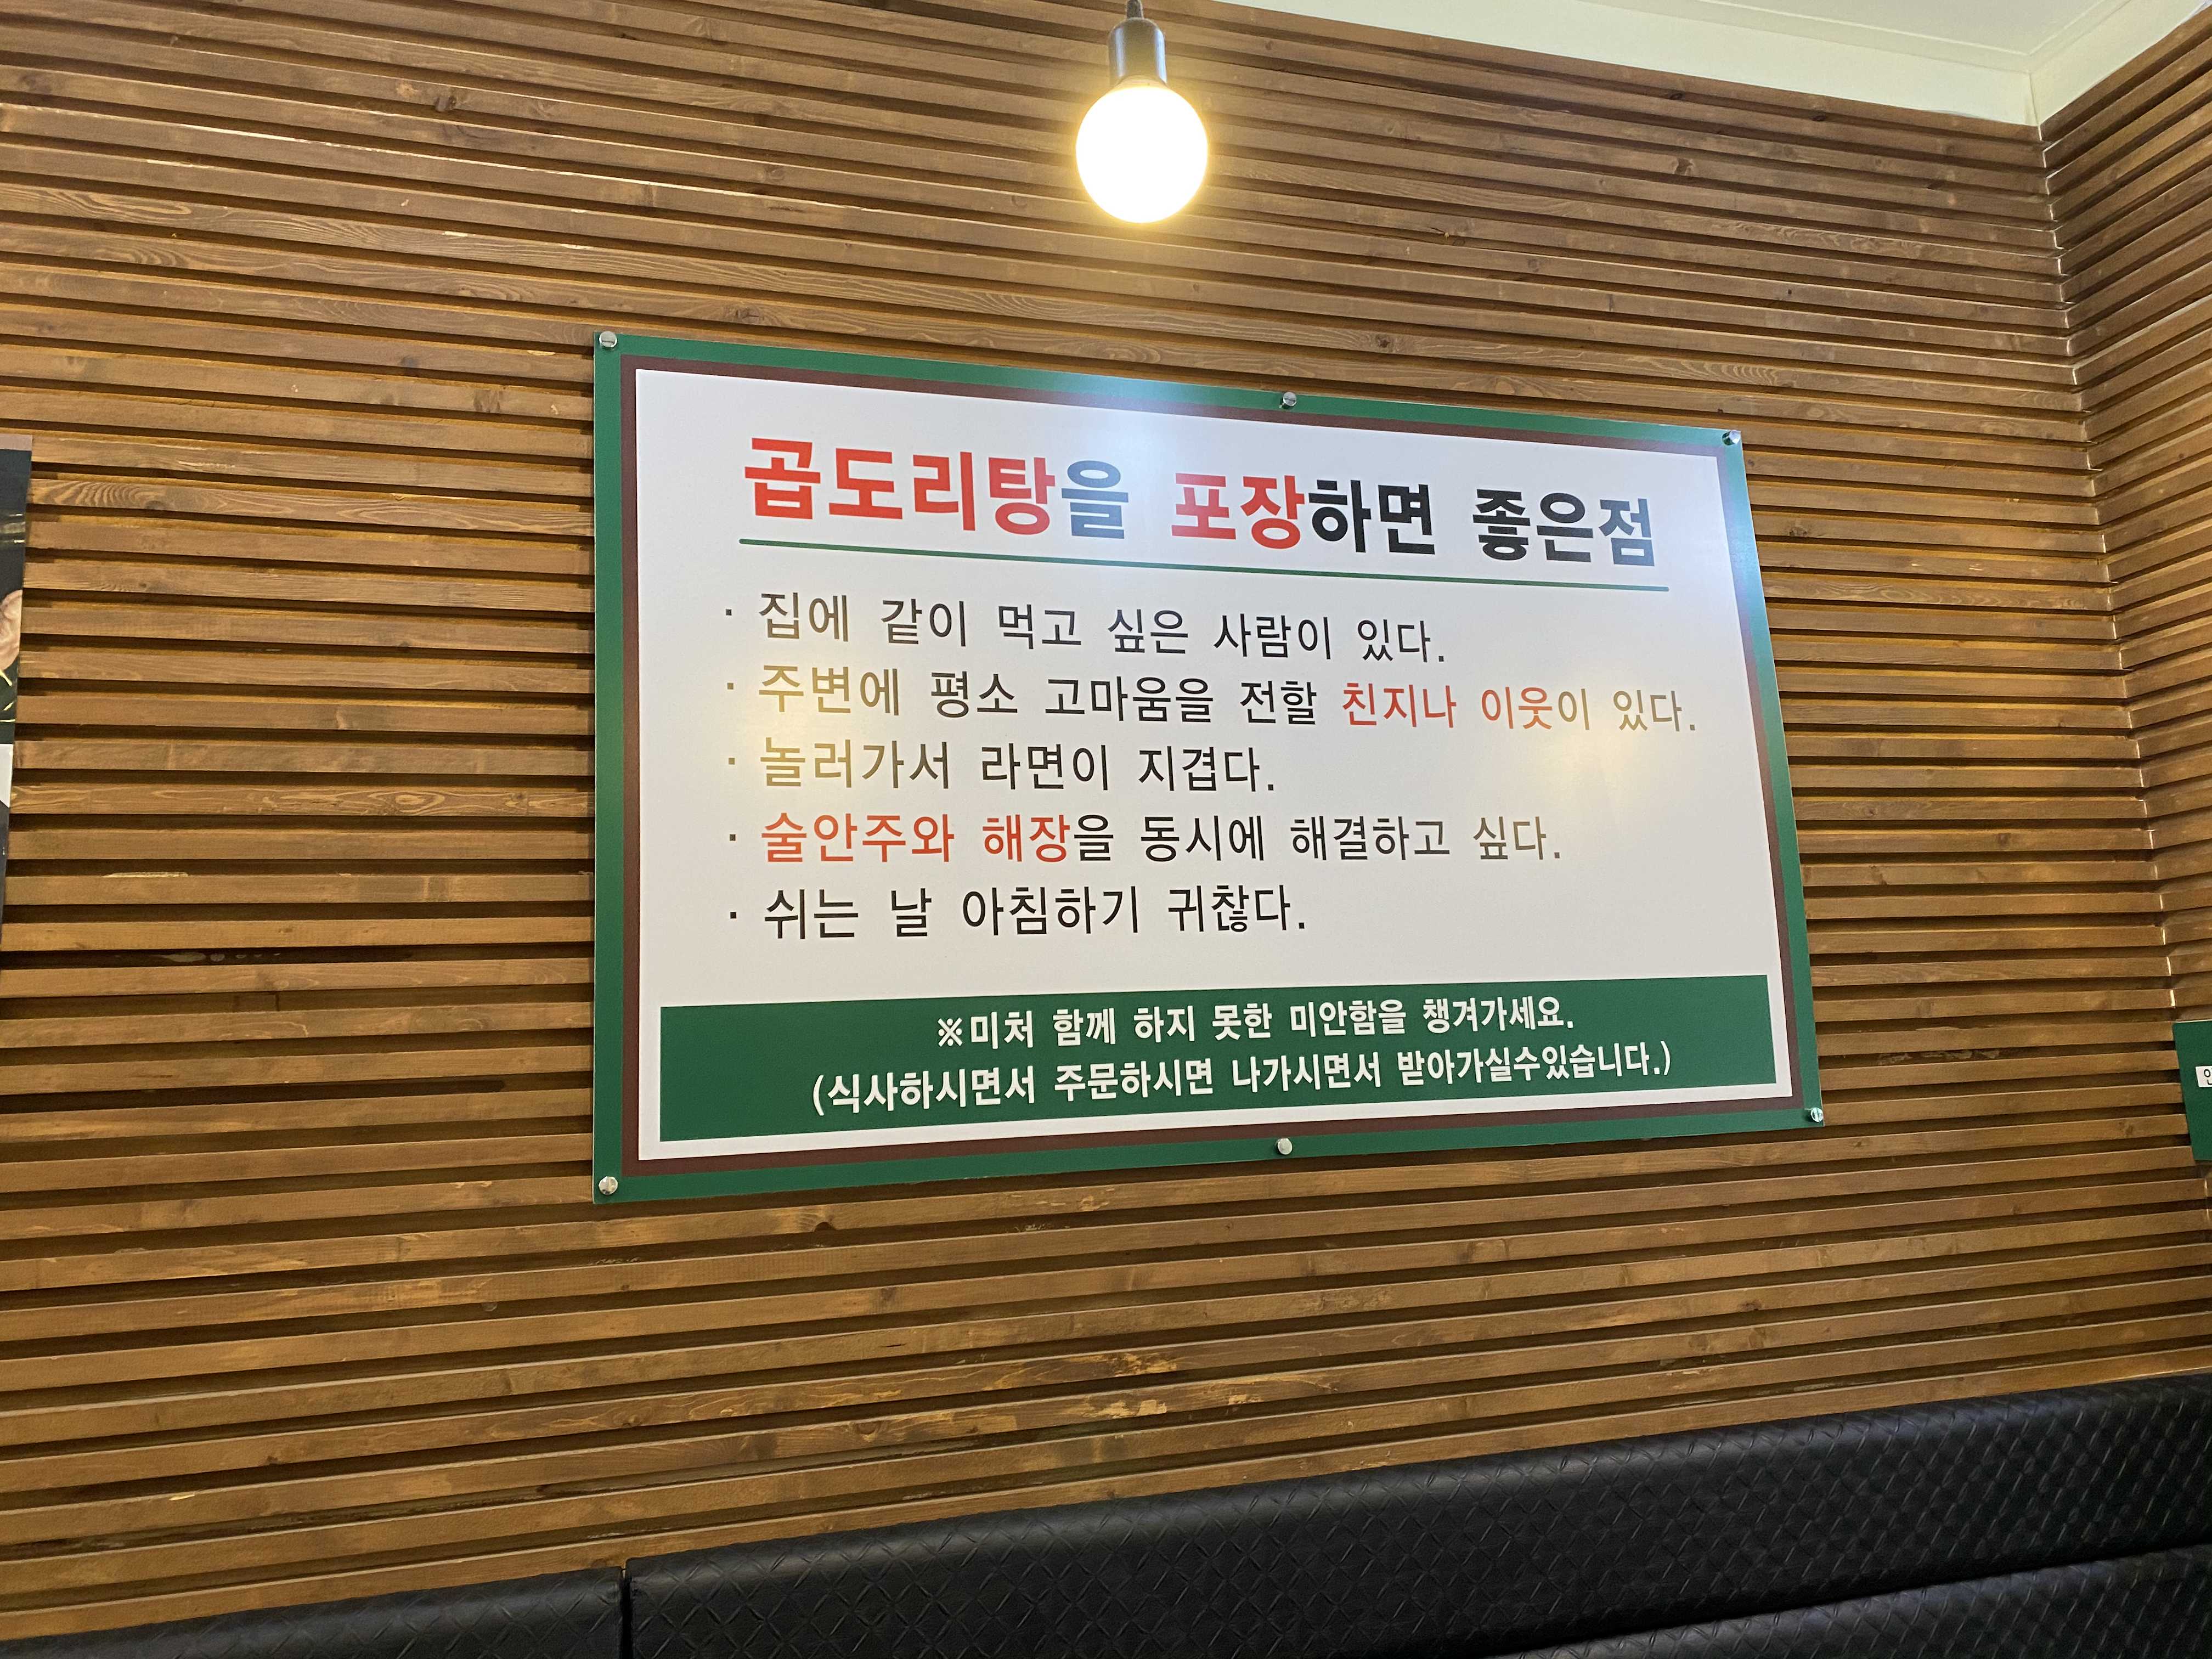 곱도리탕을 포장하면 좋은점
· 집에 같이 먹고 싶은 사람이 있다.
· 주변에 평소 고마움을 전할 친지나 이웃이 있다.
· 놀러가서 라면이 지겹다.
· 술안주와 해장을 동시에 해결하고 싶다.
· 쉬는 날 아침하기 귀찮다.
※미처 함께 하지 못한 미안함을 챙겨가세요.
(식사하시면서 주문하시면 나가시면서 받아가실수있습니다.)